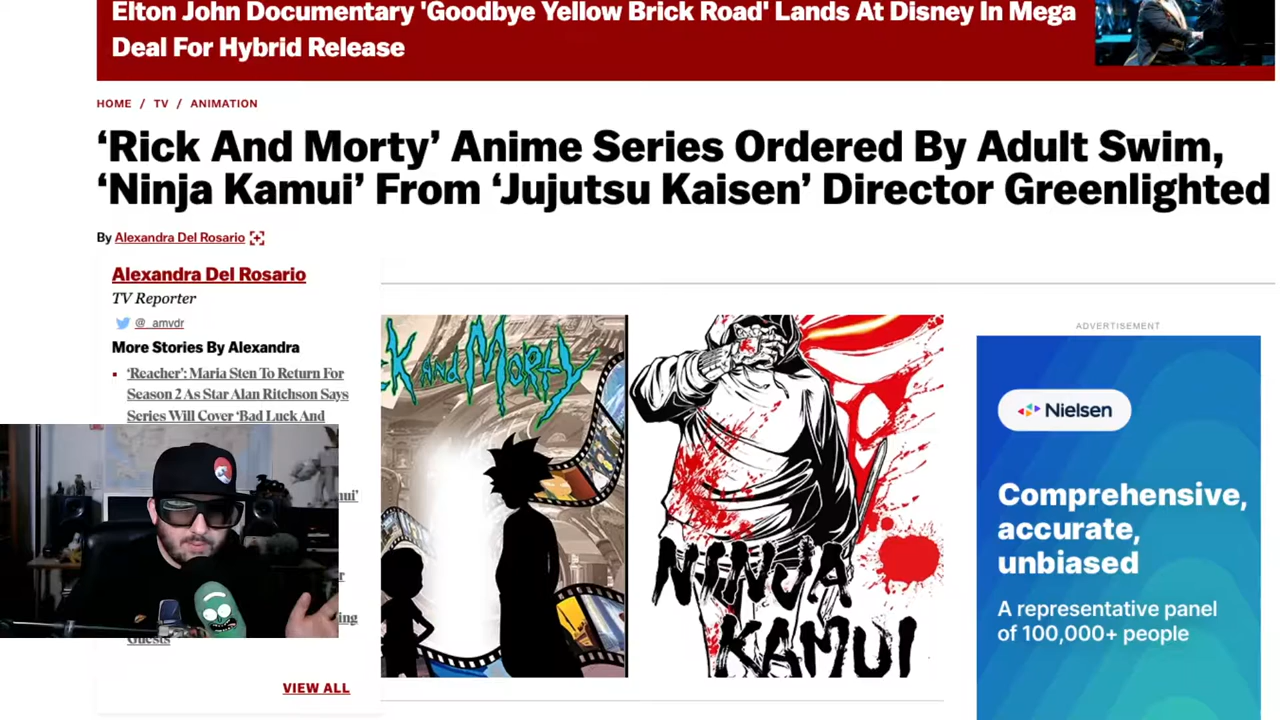 Elton John Documentary 'Goodbye Yellow Brick Road' Lands At Disney In Mega
Deal For Hybrid Release
HOME / TV / ANIMATION
‘Rick And Morty’ Anime Series Ordered By Adult Swim,
‘Ninja Kamui’ From ‘Jujutsu Kaisen’ Director Greenlighted
By Alexandra Del Rosario
Alexandra Del Rosario
TV Reporter
@_amvdr
More Stories By Alexandra
‘Reacher’: Maria Sten To Return For
Season 2 As Star Alan Ritchson Says
Series Will Cover ‘Bad Luck And
Guests
VIEW ALL
CK AND MORTY
NINJA
KAMUI
ADVERTISEMENT
Nielsen
Comprehensive,
accurate,
unbiased
A representative panel
of 100,000+ people